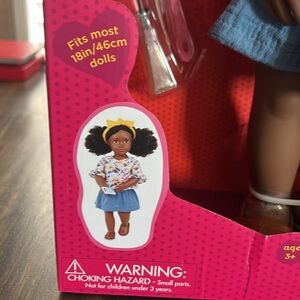 Fits most
18in/46cm
dolls
WARNING:
CHOKING HAZARD - Small parts.
Not for children under 3 years.
age
3+